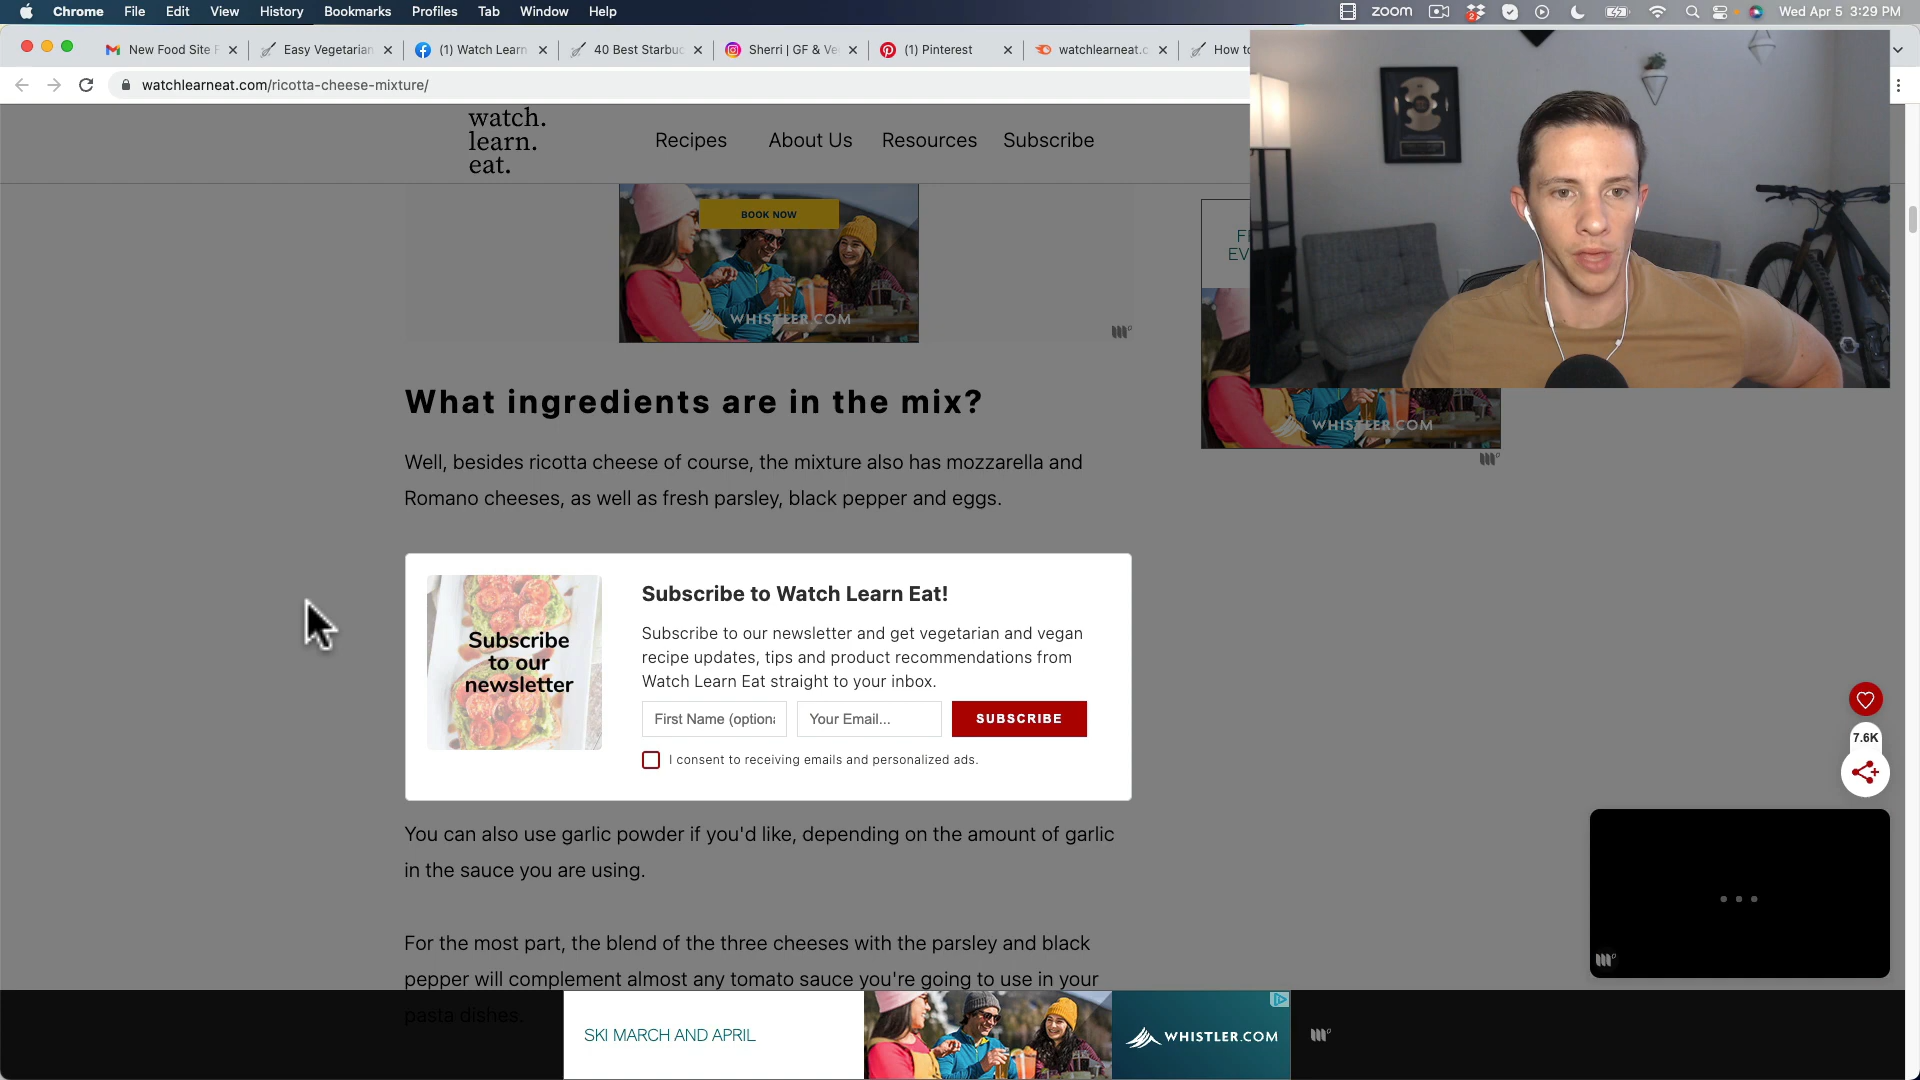 Chrome File Edit View History Bookmarks Profiles Tab Window Help
zoom 2 Wed Apr 5 3:29 PM
New Food Site F
Easy Vegetarian
(1) Watch Learn
40 Best Starbuc
Sherri | GF & Ve
(1) Pinterest
watchlearneat.c
How to
watchlearneat.com/ricotta-cheese-mixture/
watch.
learn.
eat.
Recipes About Us Resources Subscribe
BOOK NOW
WHISTLER.COM
WHISTLER.COM
What ingredients are in the mix?
Well, besides ricotta cheese of course, the mixture also has mozzarella and
Romano cheeses, as well as fresh parsley, black pepper and eggs.
Subscribe
to our
newsletter
Subscribe to Watch Learn Eat!
Subscribe to our newsletter and get vegetarian and vegan
recipe updates, tips and product recommendations from
Watch Learn Eat straight to your inbox.
First Name (optiona
Your Email...
SUBSCRIBE
I consent to receiving emails and personalized ads.
7.6K
You can also use garlic powder if you'd like, depending on the amount of garlic
in the sauce you are using.
For the most part, the blend of the three cheeses with the parsley and black
pepper will complement almost any tomato sauce you're going to use in your
pasta dishes.
SKI MARCH AND APRIL
WHISTLER.COM